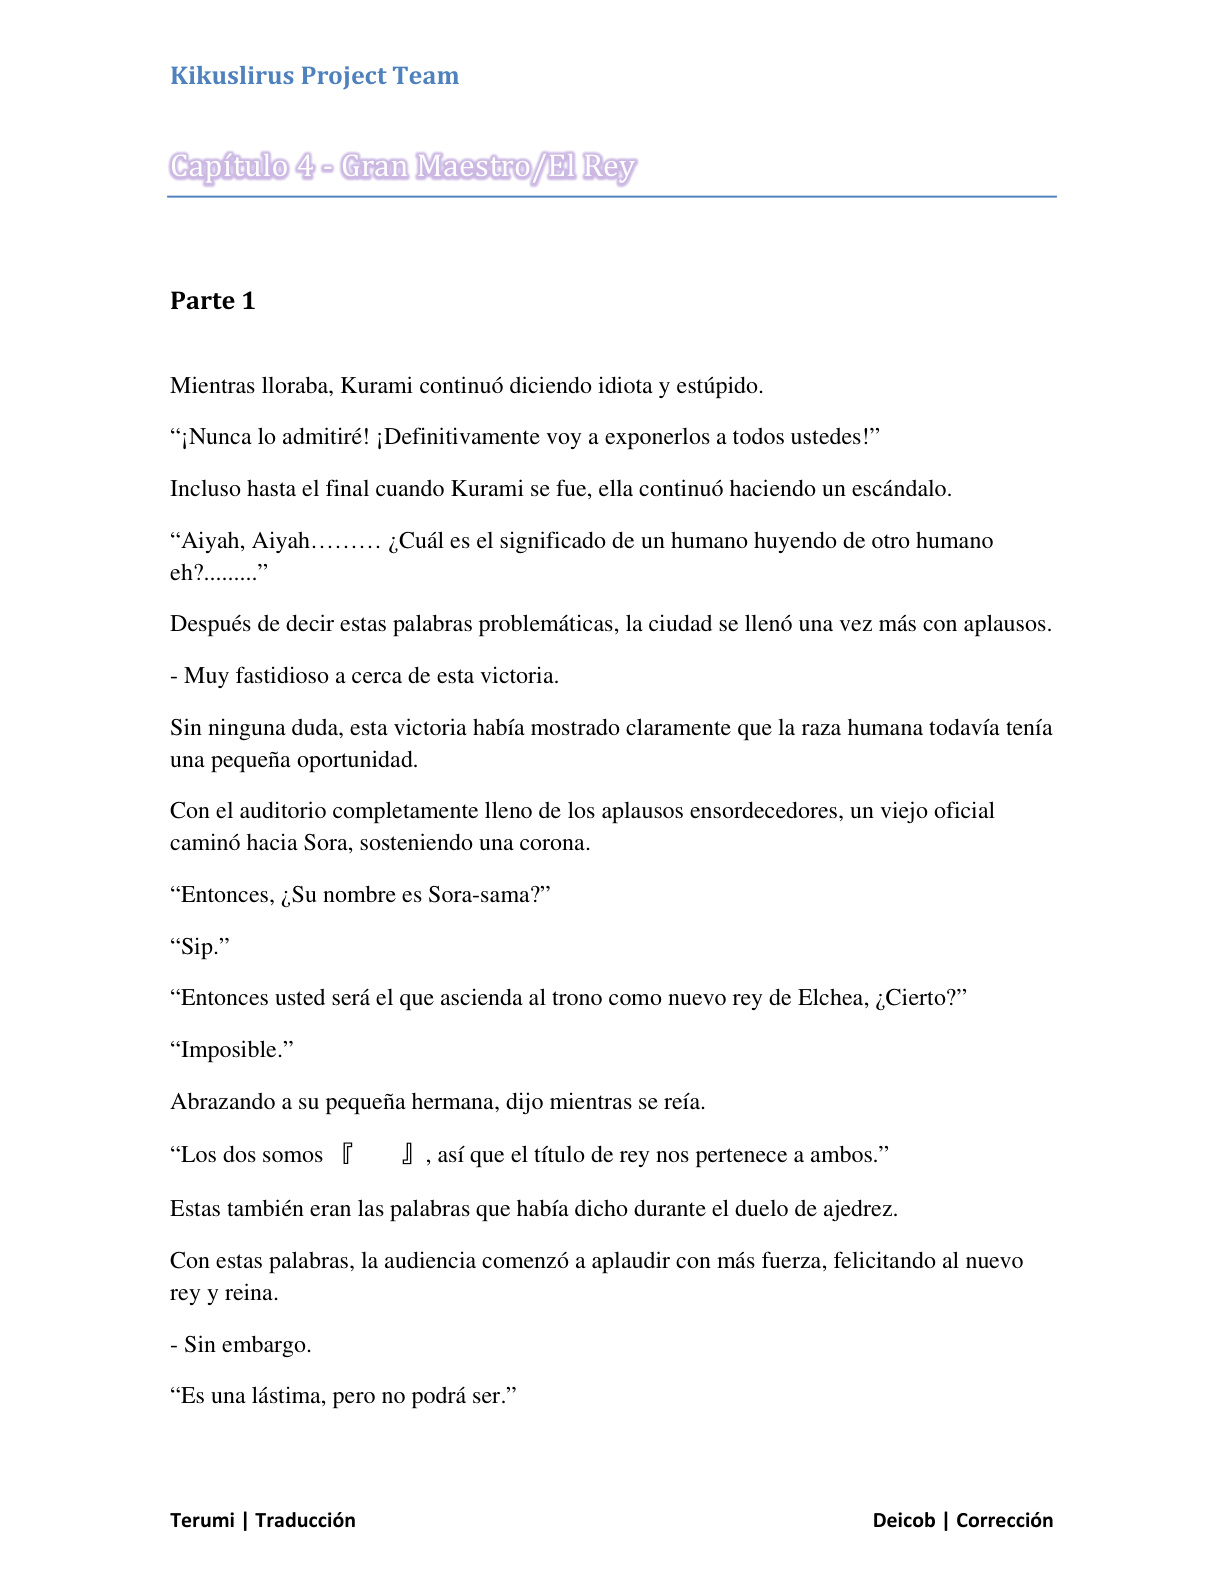 Kikuslirus Project Team
Capítulo 4 - Gran Maestro/El Rey
Parte 1
Mientras lloraba, Kurami continuó diciendo idiota y estúpido.
“¡Nunca lo admitiré! ¡Definitivamente voy a exponerlos a todos ustedes!”
Incluso hasta el final cuando Kurami se fue, ella continuó haciendo un escándalo.
“Aiyah, Aiyah……… ¿Cuál es el significado de un humano huyendo de otro humano
eh?.........”
Después de decir estas palabras problemáticas, la ciudad se llenó una vez más con aplausos.
- Muy fastidioso a cerca de esta victoria.
Sin ninguna duda, esta victoria había mostrado claramente que la raza humana todavía tenía
una pequeña oportunidad.
Con el auditorio completamente lleno de los aplausos ensordecedores, un viejo oficial
caminó hacia Sora, sosteniendo una corona.
“Entonces, ¿Su nombre es Sora-sama?”
“Sip.”
“Entonces usted será el que ascienda al trono como nuevo rey de Elchea, ¿Cierto?”
“Imposible.”
Abrazando a su pequeña hermana, dijo mientras se reía.
“Los dos somos 『　　』, así que el título de rey nos pertenece a ambos.”
Estas también eran las palabras que había dicho durante el duelo de ajedrez.
Con estas palabras, la audiencia comenzó a aplaudir con más fuerza, felicitando al nuevo
rey y reina.
- Sin embargo.
“Es una lástima, pero no podrá ser.”
Terumi | Traducción Deicob | Corrección